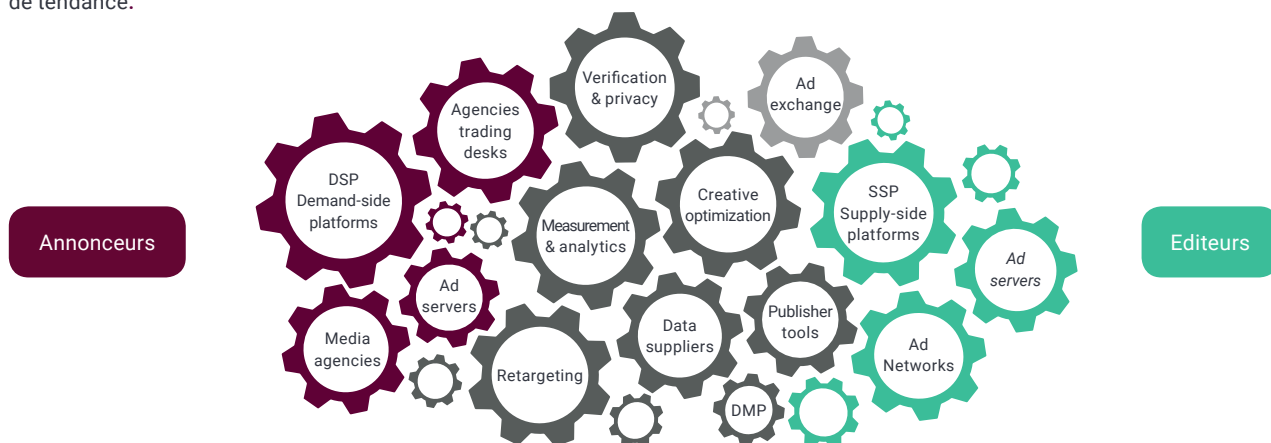 de tendance.
Verification
& privacy
Ad
exchange
Agencies
trading
desks
DSP
Demand-side
platforms
Creative
optimization
SSP
Supply-side
platforms
Measurement
& analytics
Annonceurs
Editeurs
Ad
servers
Ad
servers
Media
agencies
Data
suppliers
Publisher
tools
Ad
Networks
Retargeting
DMP